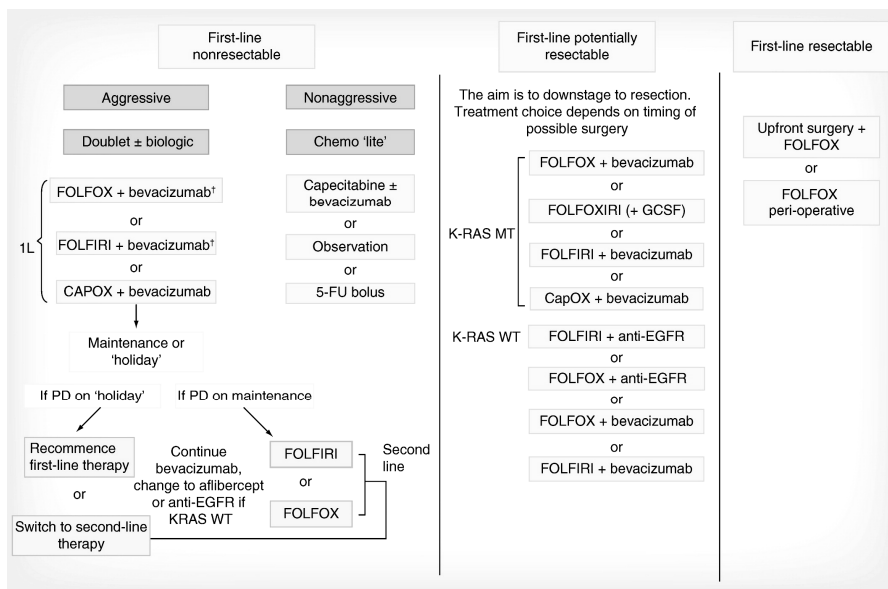 First-line
nonresectable
Aggressive
Nonaggressive
Doublet ± biologic
Chemo ‘lite’
1L
FOLFOX + bevacizumab†
or
FOLFIRI + bevacizumab†
or
CAPOX + bevacizumab
Capecitabine ±
bevacizumab
or
Observation
or
5-FU bolus
Maintenance or
‘holiday’
If PD on ‘holiday’
If PD on maintenance
Recommence
first-line therapy
or
Switch to second-line
therapy
Continue
bevacizumab,
change to aflibercept
or anti-EGFR if
KRAS WT
FOLFIRI
or
FOLFOX
Second
line
First-line potentially
resectable
The aim is to downstage to resection.
Treatment choice depends on timing of
possible surgery
K-RAS MT
FOLFOX + bevacizumab
or
FOLFOXIRI (+ GCSF)
or
FOLFIRI + bevacizumab
or
CapOX + bevacizumab
K-RAS WT
FOLFIRI + anti-EGFR
or
FOLFOX + anti-EGFR
or
FOLFOX + bevacizumab
or
FOLFIRI + bevacizumab
First-line resectable
Upfront surgery +
FOLFOX
or
FOLFOX
peri-operative